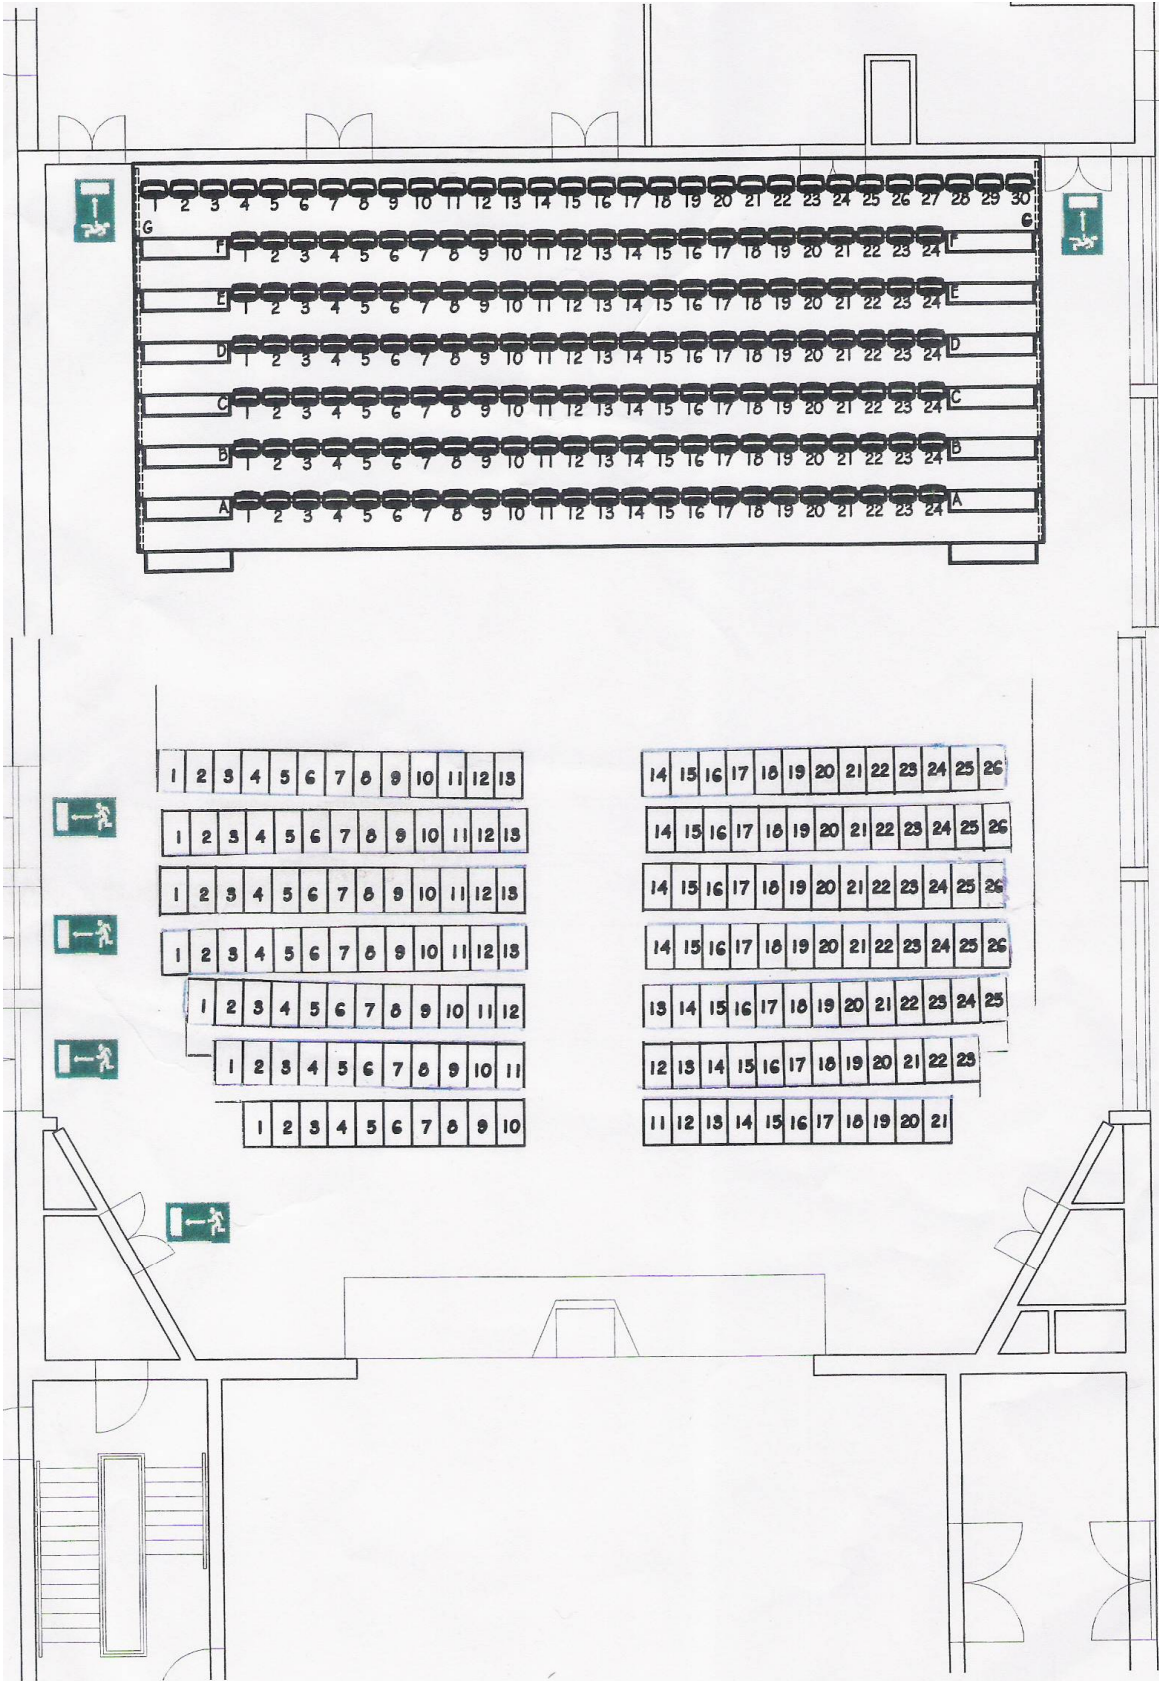 1 2 3 4 5 6 7 8 9 10 11 12 13 14 15 16 17 18 19 20 21 22 23 24 25 26 27 28 29 30
G G
F 1 2 3 4 5 6 7 8 9 10 11 12 13 14 15 16 17 18 19 20 21 22 23 24 F
E 1 2 3 4 5 6 7 8 9 10 11 12 13 14 15 16 17 18 19 20 21 22 23 24 E
D 1 2 3 4 5 6 7 8 9 10 11 12 13 14 15 16 17 18 19 20 21 22 23 24 D
C 1 2 3 4 5 6 7 8 9 10 11 12 13 14 15 16 17 18 19 20 21 22 23 24 C
B 1 2 3 4 5 6 7 8 9 10 11 12 13 14 15 16 17 18 19 20 21 22 23 24 B
A 1 2 3 4 5 6 7 8 9 10 11 12 13 14 15 16 17 18 19 20 21 22 23 24 A
1 2 3 4 5 6 7 8 9 10 11 12 13 14 15 16 17 18 19 20 21 22 23 24 25 26
1 2 3 4 5 6 7 8 9 10 11 12 13 14 15 16 17 18 19 20 21 22 23 24 25 26
1 2 3 4 5 6 7 8 9 10 11 12 13 14 15 16 17 18 19 20 21 22 23 24 25 26
1 2 3 4 5 6 7 8 9 10 11 12 13 14 15 16 17 18 19 20 21 22 23 24 25 26
1 2 3 4 5 6 7 8 9 10 11 12 13 14 15 16 17 18 19 20 21 22 23 24 25
1 2 3 4 5 6 7 8 9 10 11 12 13 14 15 16 17 18 19 20 21 22 23
1 2 3 4 5 6 7 8 9 10 11 12 13 14 15 16 17 18 19 20 21